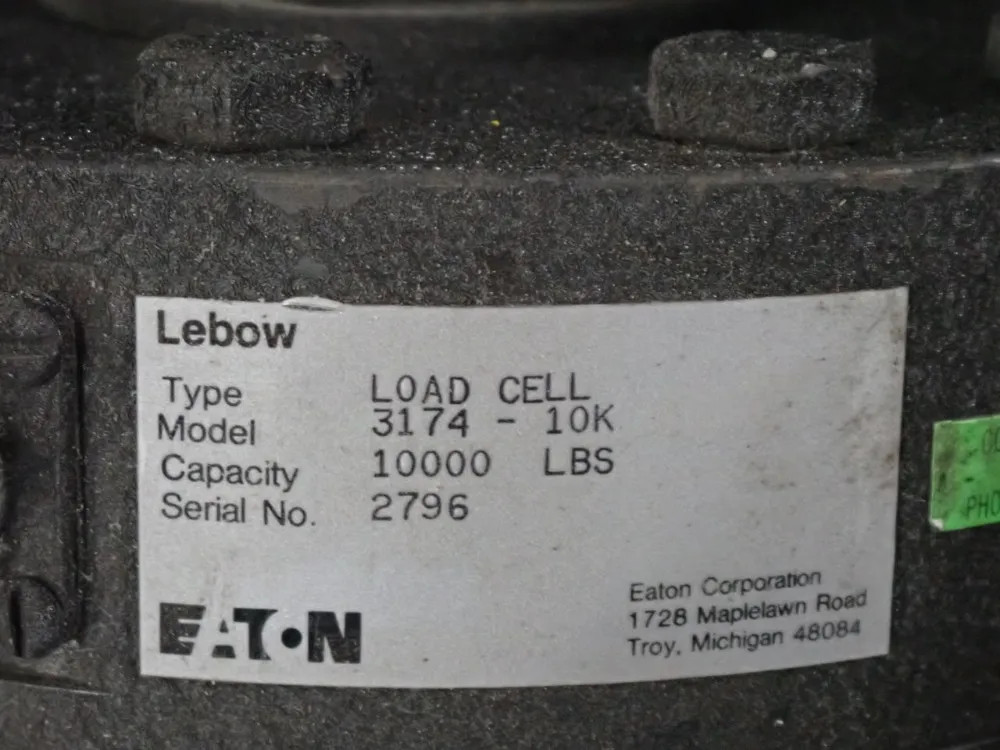 Lebow
Type LOAD CELL
Model 3174 - 10K
Capacity 10000 LBS
Serial No. 2796
EATON
Eaton Corporation
1728 Maplelawn Road
Troy, Michigan 48084